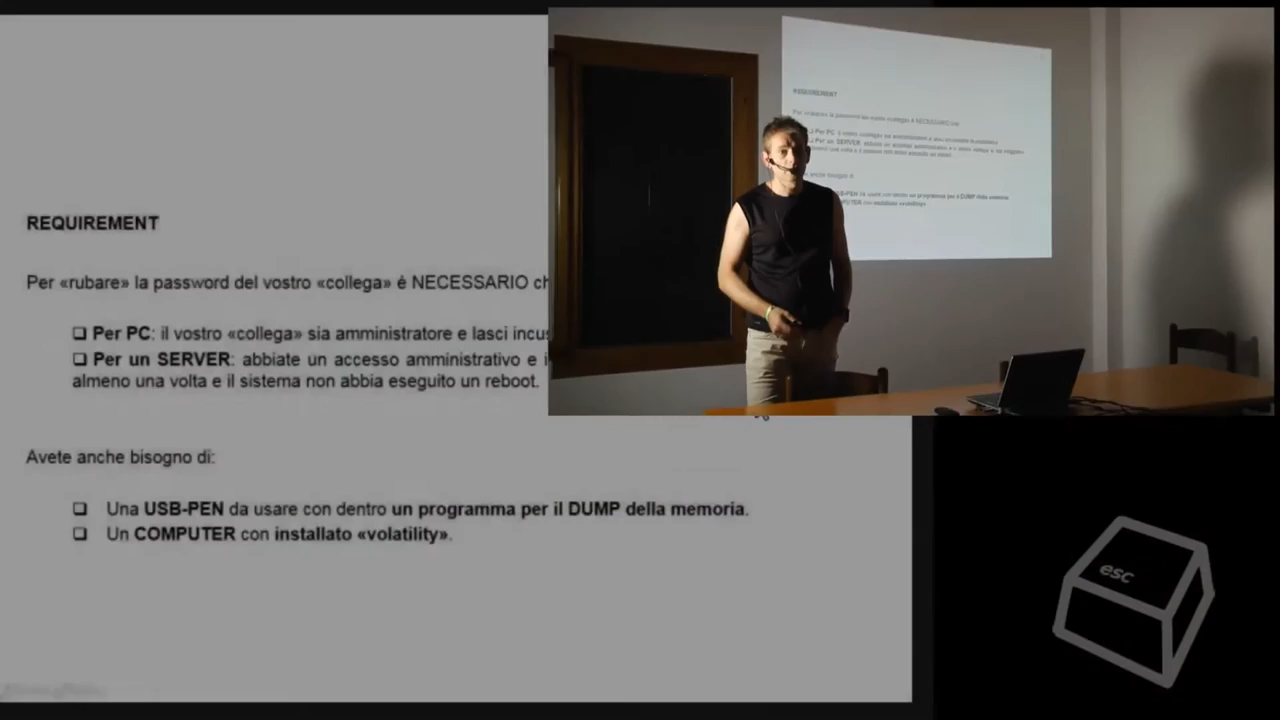 REQUIREMENT
Per «rubare» la password del vostro «collega» è NECESSARIO ch
❑ Per PC: il vostro «collega» sia amministratore e lasci incus
❑ Per un SERVER: abbiate un accesso amministrativo e i
almeno una volta e il sistema non abbia eseguito un reboot.
Avete anche bisogno di:
❑ Una USB-PEN da usare con dentro un programma per il DUMP della memoria.
❑ Un COMPUTER con installato «volatility».
REQUIREMENT
esc